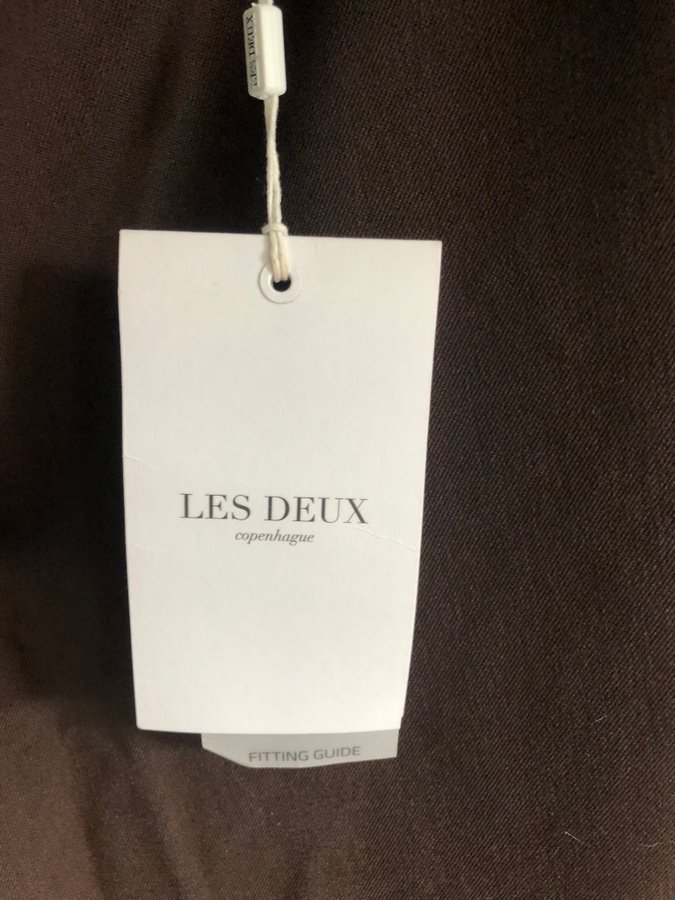 LES DEUX
LES DEUX
copenhague
FITTING GUIDE